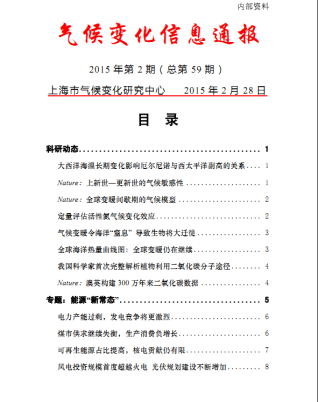 内部资料
气候变化信息通报
2015 年第 2 期（总第 59 期）
上海市气候变化研究中心 2015 年 2 月 28 日
目 录
科研动态 1
大西洋海温长期变化影响厄尔尼诺与西太平洋副高的关系 1
Nature：上新世—更新世的气候敏感性 1
Nature：全球变暖间歇期的气候模型 2
定量评估活性氮气候变化效应 2
气候变暖令海洋“窒息”导致生物将大迁徙 3
全球海洋热量曲线图：全球变暖仍在继续 3
我国科学家首次完整解析植物利用二氧化碳分子途径 4
Nature：澳英构建 300 万年来二氧化碳数据 4
专题：能源“新常态” 5
电力产能过剩，发电竞争将更激烈 6
煤市供求继续失衡，生产消费负增长 6
可再生能源占比提高，核电贡献仍有限 7
风电投资规模首度超越火电 光伏规划建设不断增加 8